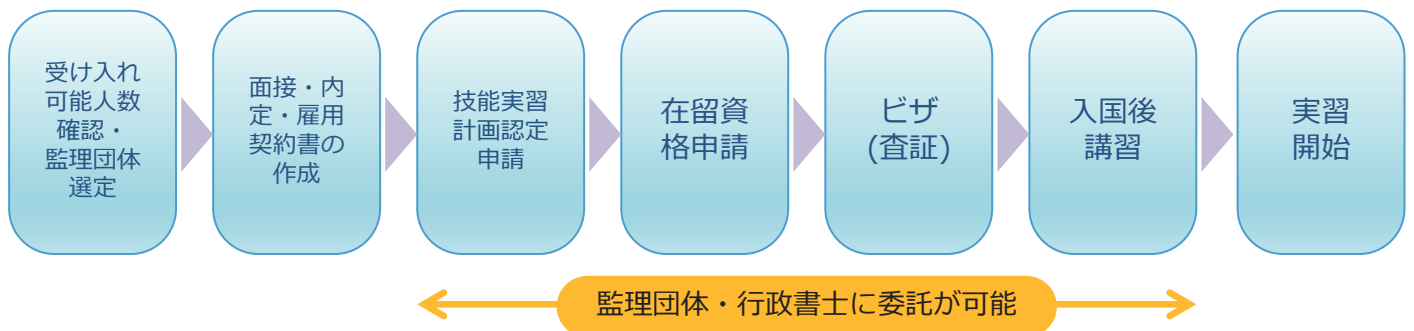 受け入れ
可能人数
確認・
監理団体
選定
面接・内
定・雇用
契約書の
作成
技能実習
計画認定
申請
在留資
格申請
ビザ
(査証)
入国後
講習
実習
開始
監理団体・行政書士に委託が可能